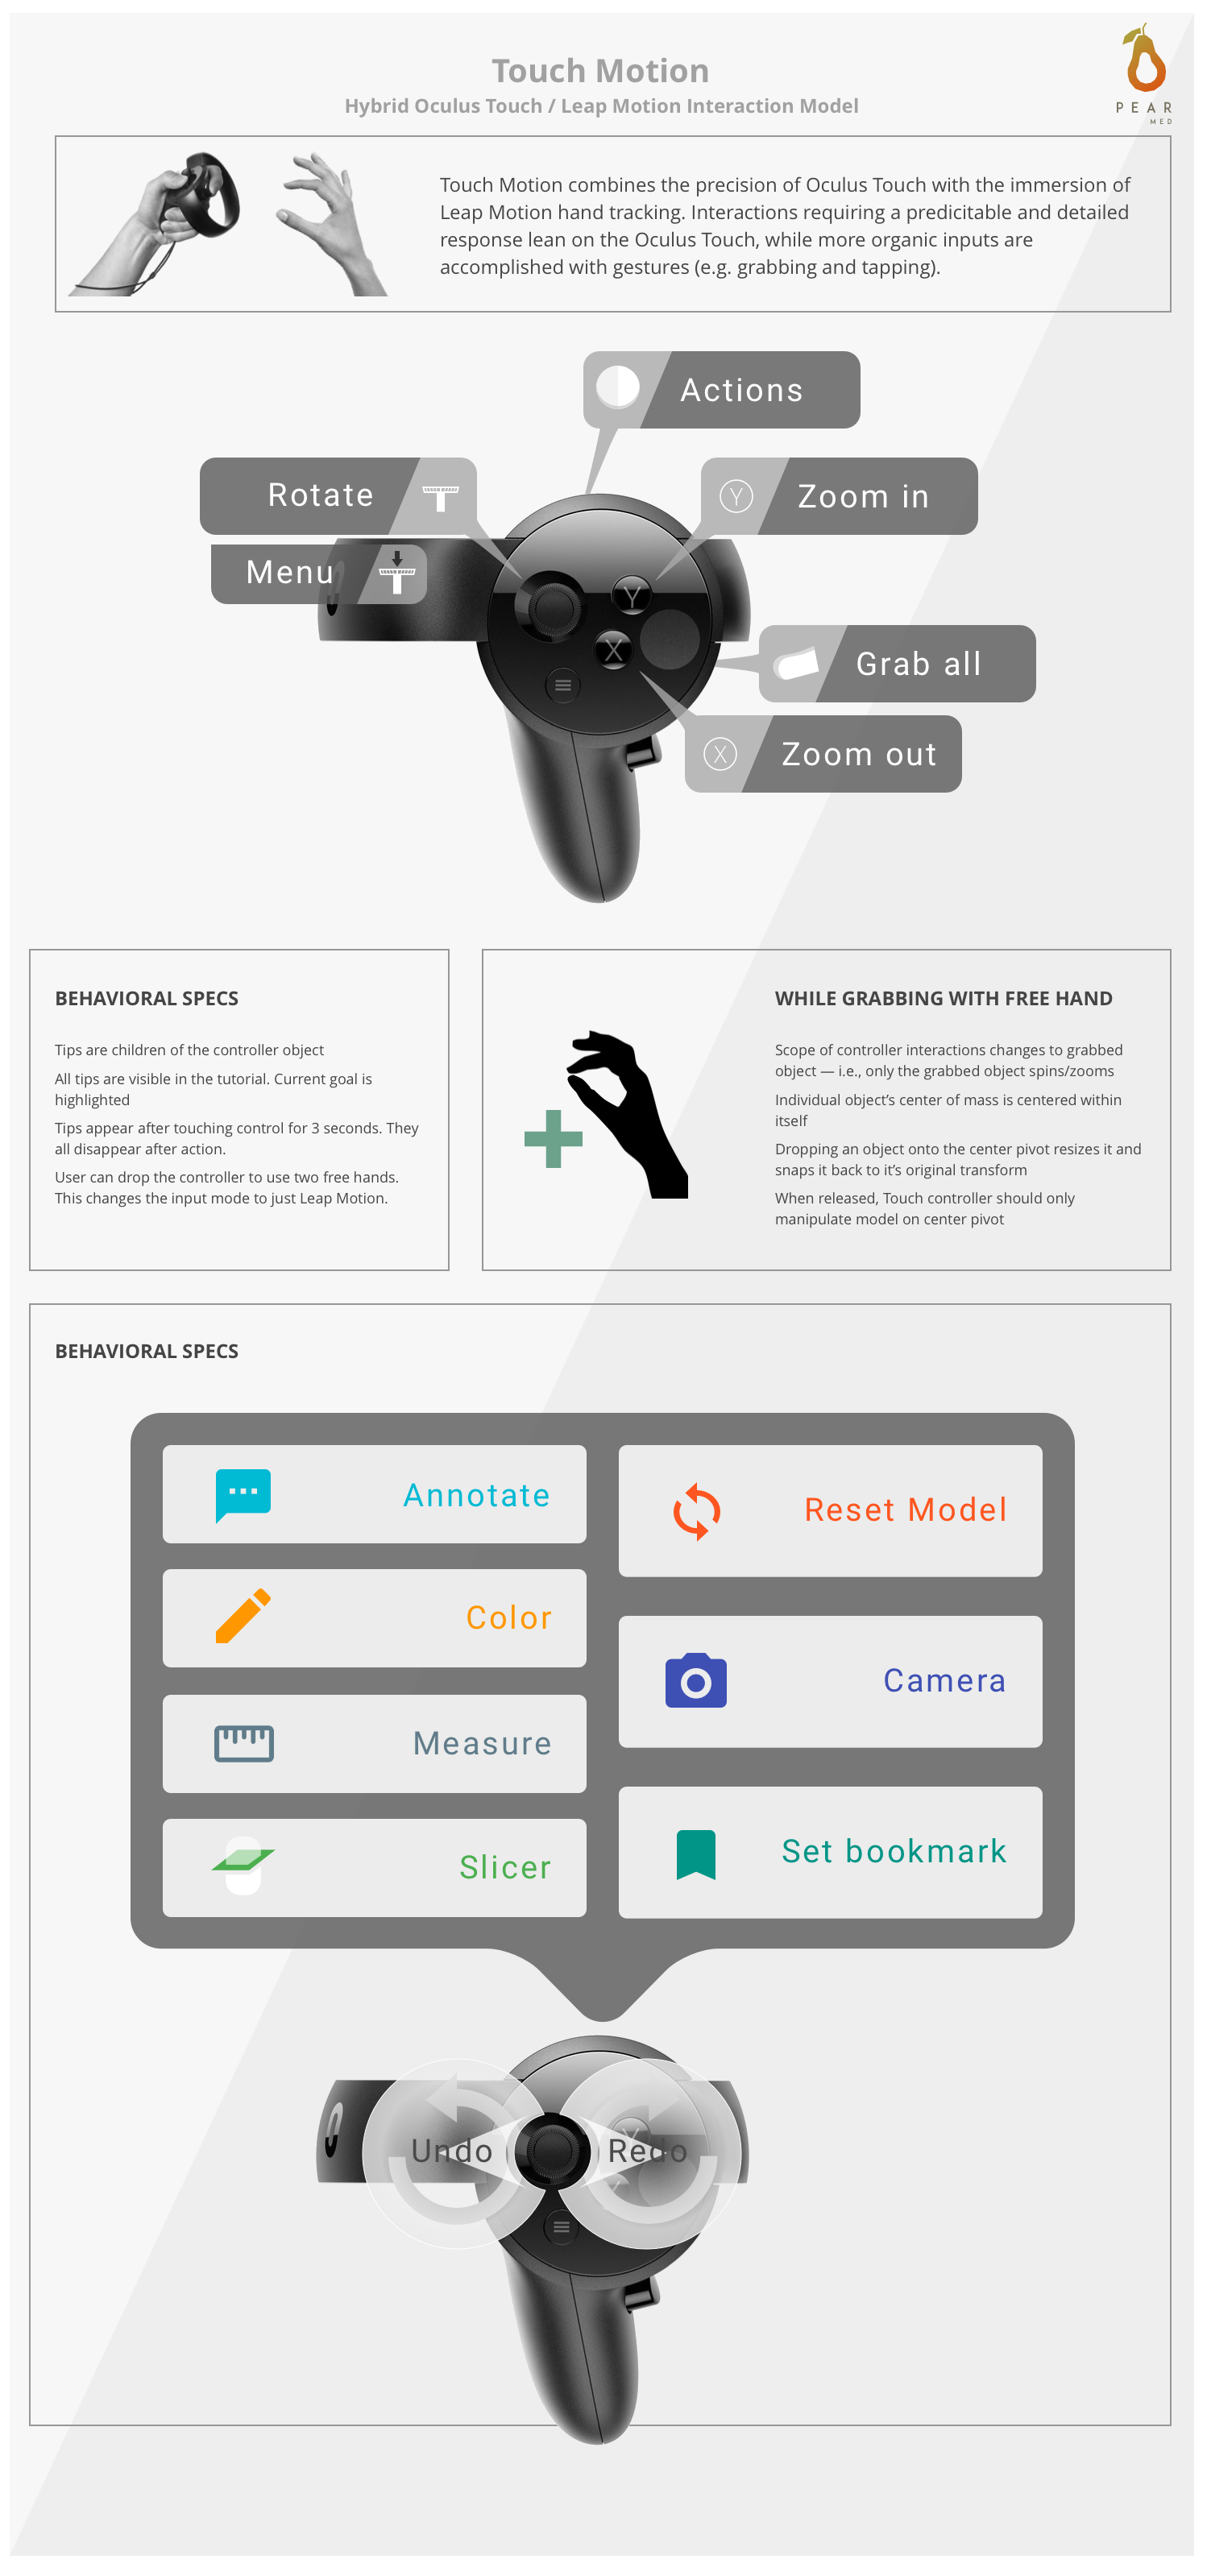 Touch Motion
Hybrid Oculus Touch / Leap Motion Interaction Model
PEAR
MED
Touch Motion combines the precision of Oculus Touch with the immersion of
Leap Motion hand tracking. Interactions requiring a predicitable and detailed
response lean on the Oculus Touch, while more organic inputs are
accomplished with gestures (e.g. grabbing and tapping).
Actions
Rotate
Y Zoom in
Menu
Y
X
Grab all
X Zoom out
BEHAVIORAL SPECS
Tips are children of the controller object
All tips are visible in the tutorial. Current goal is
highlighted
Tips appear after touching control for 3 seconds. They
all disappear after action.
User can drop the controller to use two free hands.
This changes the input mode to just Leap Motion.
WHILE GRABBING WITH FREE HAND
Scope of controller interactions changes to grabbed
object — i.e., only the grabbed object spins/zooms
Individual object’s center of mass is centered within
itself
Dropping an object onto the center pivot resizes it and
snaps it back to it’s original transform
When released, Touch controller should only
manipulate model on center pivot
BEHAVIORAL SPECS
Annotate
Color
Measure
Slicer
Reset Model
Camera
Set bookmark
Undo
Redo